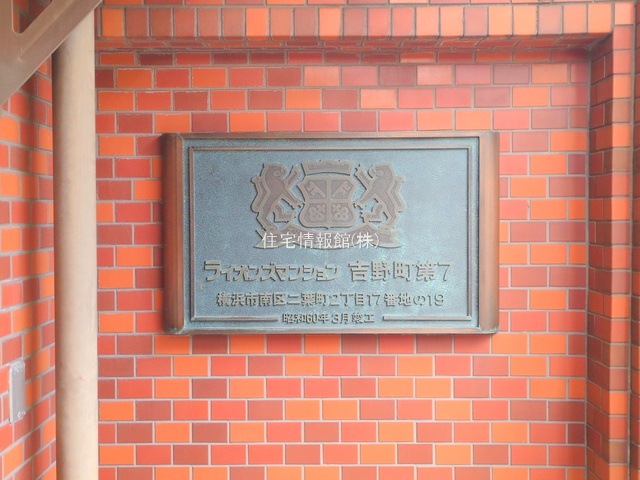 住宅情報館(株)
ライオンズマンション 吉野町第7
横浜市南区二葉町2丁目17番地の19
昭和60年3月竣工